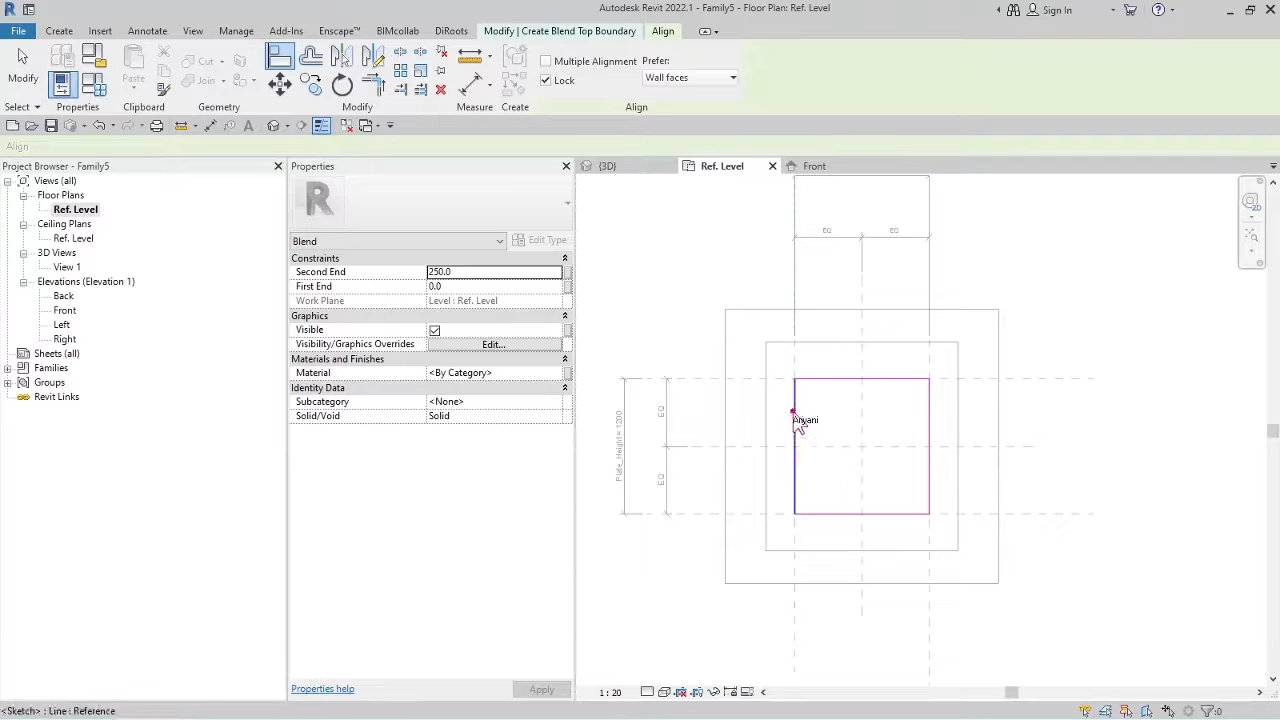 Autodesk Revit 2022.1 - Family5 - Floor Plan: Ref. Level
Sign In
File Create Insert Annotate View Manage Add-Ins Enscape™ BIMcollab DiRoots Modify | Create Blend Top Boundary Align
Modify
Paste
Cut
Join
Create
Multiple Alignment
Lock
Prefer:
Wall faces
Select Properties Clipboard Geometry Modify Measure Create Align
Align
Project Browser - Family5
Views (all)
Floor Plans
Ref. Level
Ceiling Plans
Ref. Level
3D Views
View 1
Elevations (Elevation 1)
Back
Front
Left
Right
Sheets (all)
Families
Groups
Revit Links
Properties
Blend
Edit Type
Constraints
Second End 250.0
First End 0.0
Work Plane Level : Ref. Level
Graphics
Visible
Visibility/Graphics Overrides Edit...
Materials and Finishes
Material <By Category>
Identity Data
Subcategory <None>
Solid/Void Solid
Properties help
Apply
{3D} Ref. Level Front
2D
EQ EQ
EQ
EQ
Plate_Height = 1200
1 : 20
<Sketch> : Line : Reference
:0